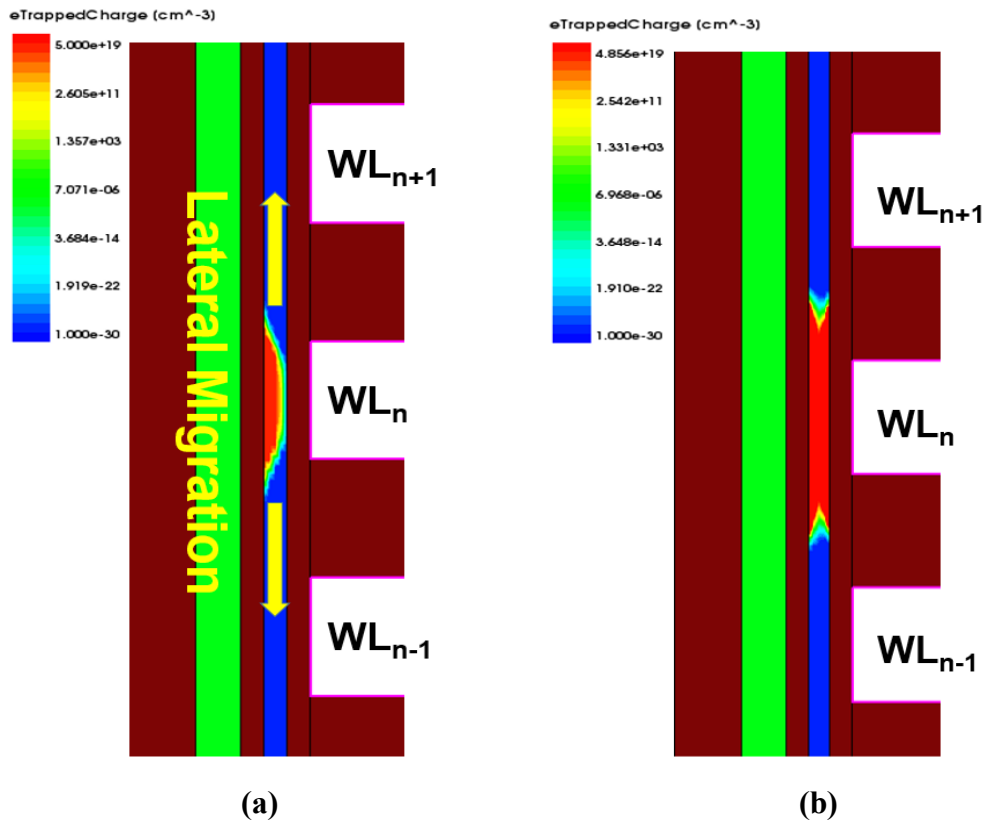 eTrappedCharge (cm^-3)
5.000e+19
2.605e+11
1.357e+03
7.071e-06
3.684e-14
1.919e-22
1.000e-30
Lateral Migration
WLn+1
WLn
WLn-1
(a)
eTrappedCharge (cm^-3)
4.856e+19
2.542e+11
1.331e+03
6.968e-06
3.648e-14
1.910e-22
1.000e-30
WLn+1
WLn
WLn-1
(b)